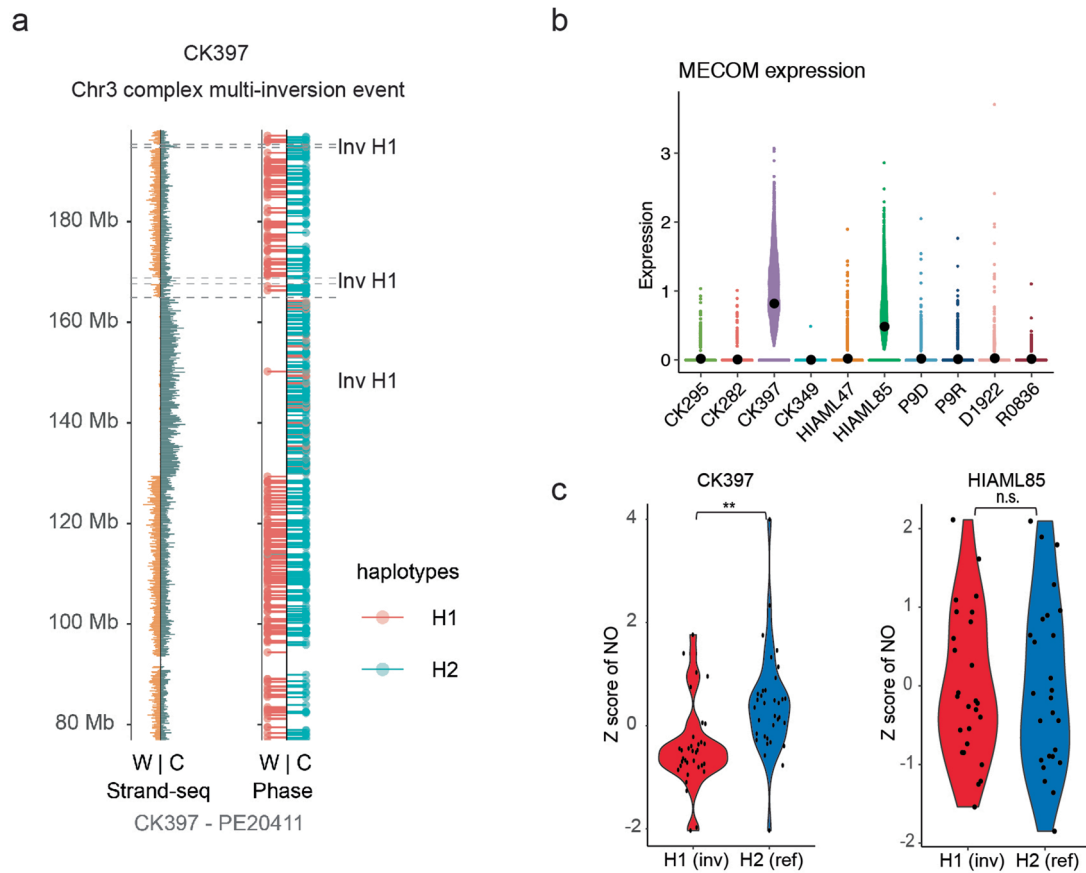 a
CK397
Chr3 complex multi-inversion event
Inv H1
180 Mb
Inv H1
160 Mb
Inv H1
140 Mb
120 Mb
haplotypes
H1
100 Mb
H2
80 Mb
W | C
W | C
Strand-seq
Phase
CK397 - PE20411
b
MECOM expression
Expression
3
2
1
0
CK295
CK282
CK397
CK349
HIAML47
HIAML85
P9D
P9R
D1922
R0836
c
CK397
**
Z score of NO
4
2
0
-2
H1 (inv)
H2 (ref)
HIAML85
n.s.
Z score of NO
2
1
0
-1
-2
H1 (inv)
H2 (ref)